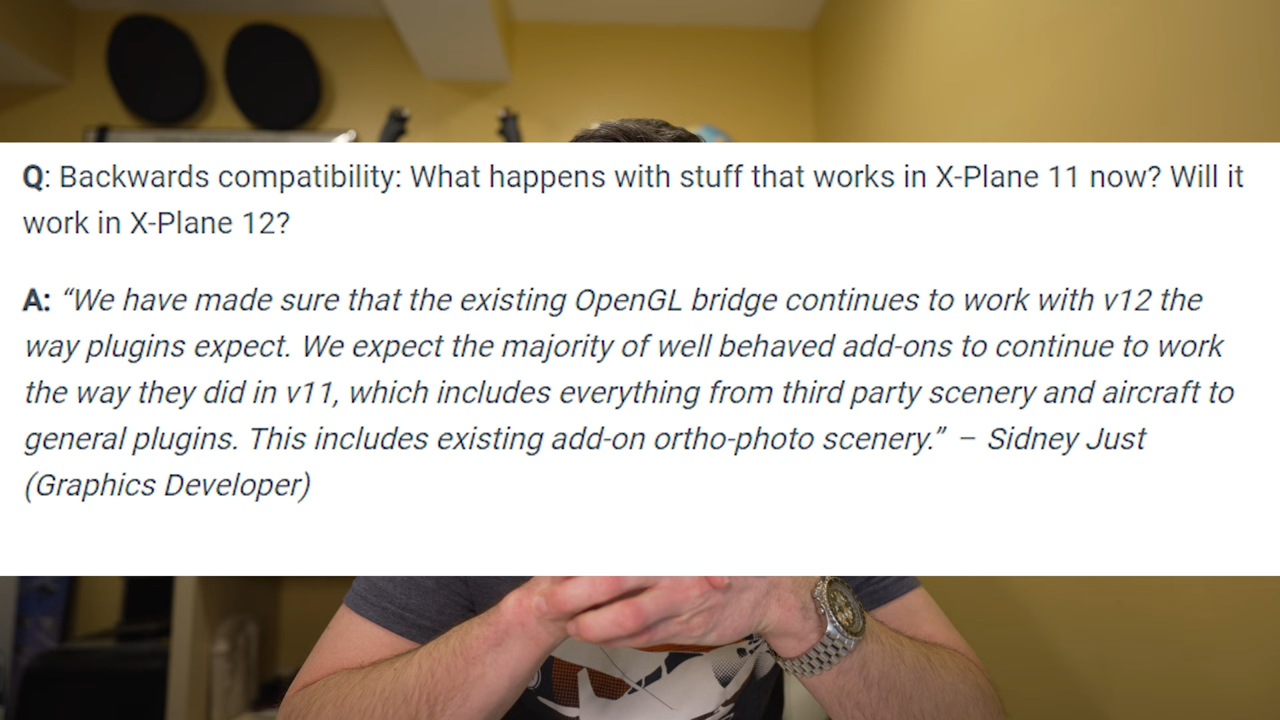 Q: Backwards compatibility: What happens with stuff that works in X-Plane 11 now? Will it
work in X-Plane 12?
A: “We have made sure that the existing OpenGL bridge continues to work with v12 the
way plugins expect. We expect the majority of well behaved add-ons to continue to work
the way they did in v11, which includes everything from third party scenery and aircraft to
general plugins. This includes existing add-on ortho-photo scenery.” – Sidney Just
(Graphics Developer)